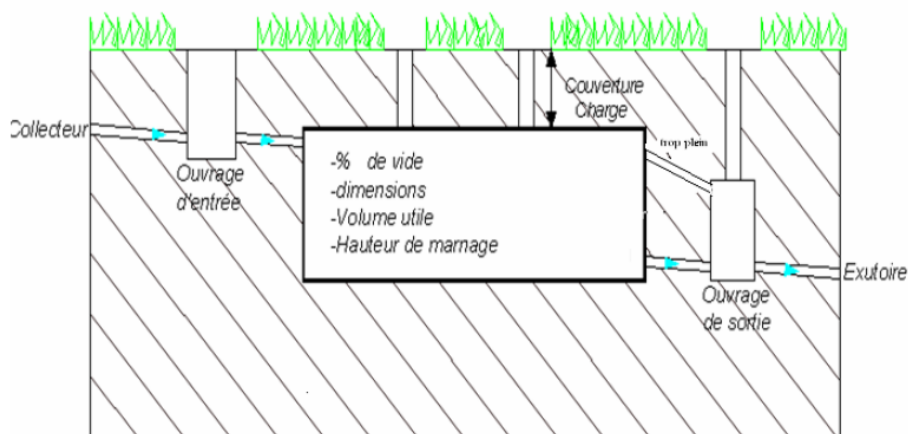 Couverture
Charge
Collecteur
trop plein
-% de vide
-dimensions
-Volume utile
-Hauteur de marnage
Ouvrage
d'entrée
Exutoire
Ouvrage
de sortie